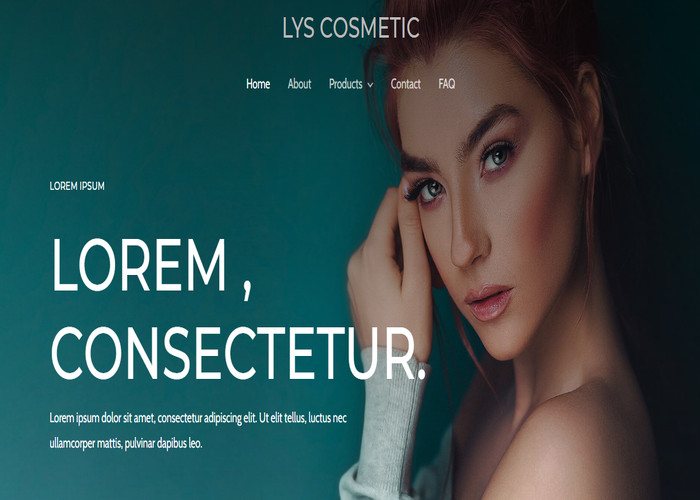 LYS COSMETIC
Home About Products Contact FAQ
LOREM IPSUM
LOREM ,
CONSECTETUR.
Lorem ipsum dolor sit amet, consectetur adipiscing elit. Ut elit tellus, luctus nec
ullamcorper mattis, pulvinar dapibus leo.